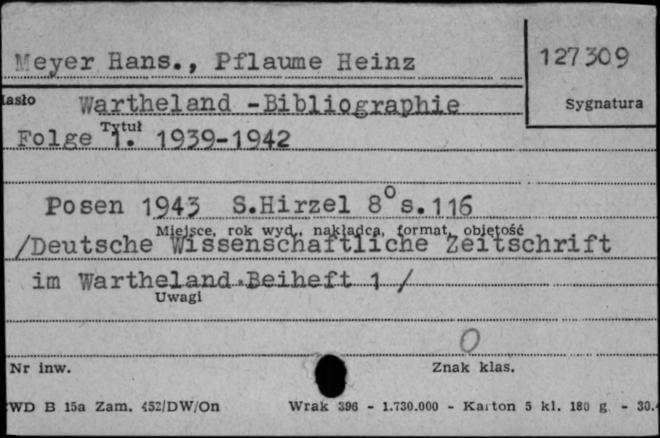 Meyer Hans., Pflaume Heinz
127309
Hasło Wartheland -Bibliographie
Sygnatura
Tytuł
Folge 1. 1939-1942
Posen 1943 S.Hirzel 8° s.116
Miejsce, rok wyd., nakładca, format, objętość
/Deutsche Wissenschaftliche Zeitschrift
im Wartheland.Beiheft 1 /
Uwagi
0
Nr inw.
Znak klas.
WD B 15a Zam. 452/DW/On Wrak 396 - 1.730.000 - Karton 5 kl. 180 g. - 30.